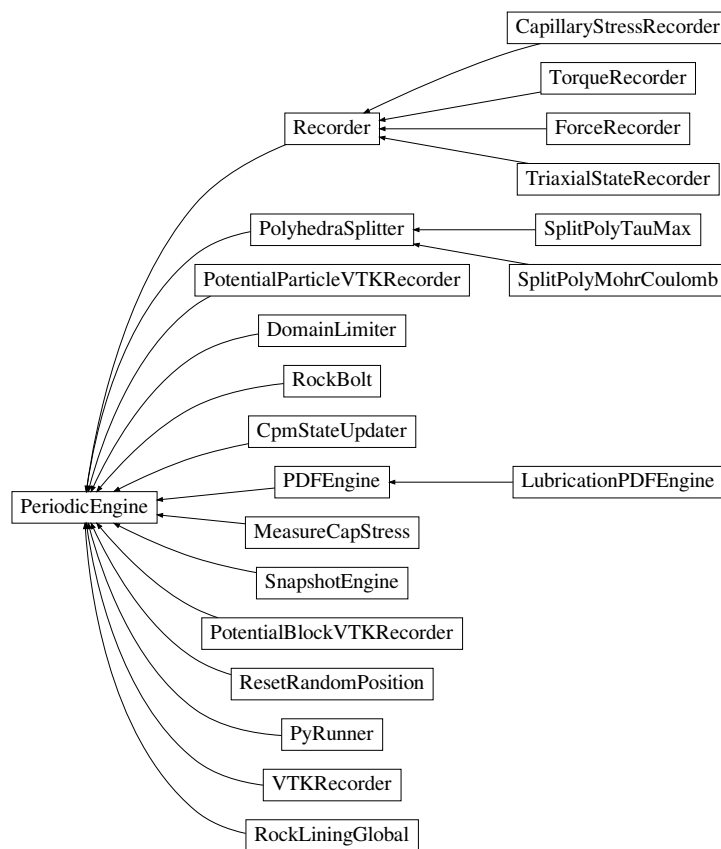 CapillaryStressRecorder
TorqueRecorder
Recorder
ForceRecorder
TriaxialStateRecorder
PolyhedraSplitter
SplitPolyTauMax
PotentialParticleVTKRecorder
SplitPolyMohrCoulomb
DomainLimiter
RockBolt
CpmStateUpdater
PDFEngine
LubricationPDFEngine
PeriodicEngine
MeasureCapStress
SnapshotEngine
PotentialBlockVTKRecorder
ResetRandomPosition
PyRunner
VTKRecorder
RockLiningGlobal